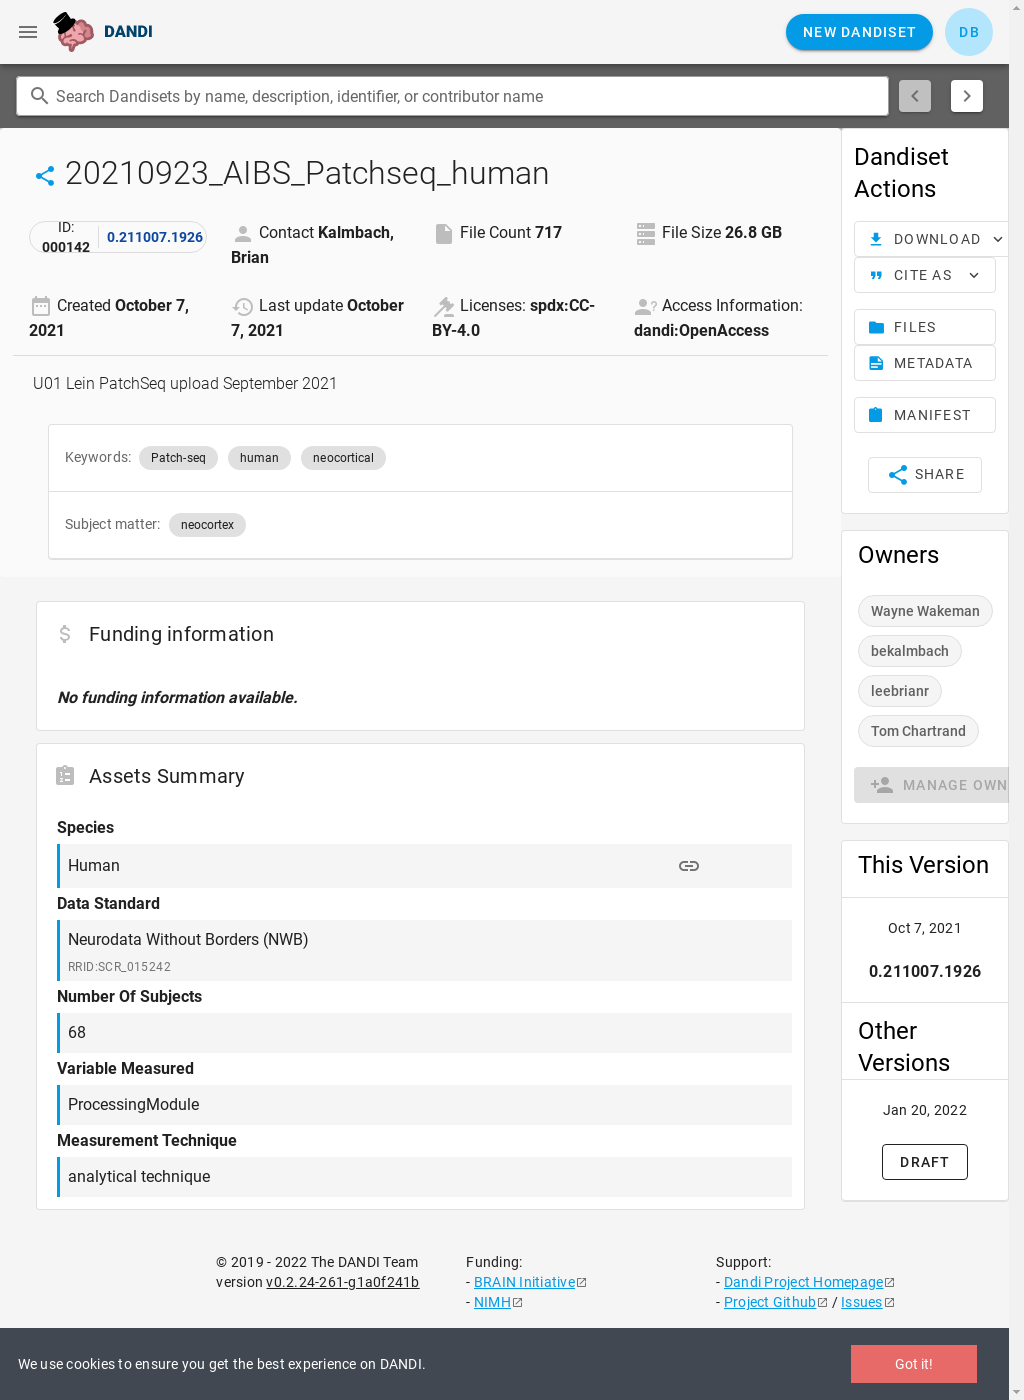 DANDI
NEW DANDISET
DB
Search Dandisets by name, description, identifier, or contributor name
20210923_AIBS_Patchseq_human
ID: 000142
0.211007.1926
Contact Kalmbach, Brian
File Count 717
File Size 26.8 GB
Created October 7, 2021
Last update October 7, 2021
Licenses: spdx:CC-BY-4.0
Access Information: dandi:OpenAccess
U01 Lein PatchSeq upload September 2021
Keywords: Patch-seq human neocortical
Subject matter: neocortex
Funding information
No funding information available.
Assets Summary
Species
Human
Data Standard
Neurodata Without Borders (NWB)
RRID:SCR_015242
Number Of Subjects
68
Variable Measured
ProcessingModule
Measurement Technique
analytical technique
Dandiset
Actions
DOWNLOAD
CITE AS
FILES
METADATA
MANIFEST
SHARE
Owners
Wayne Wakeman
bekalmbach
leebrianr
Tom Chartrand
MANAGE OWN
This Version
Oct 7, 2021
0.211007.1926
Other
Versions
Jan 20, 2022
DRAFT
© 2019 - 2022 The DANDI Team
version v0.2.24-261-g1a0f241b
Funding:
- BRAIN Initiative
- NIMH
Support:
- Dandi Project Homepage
- Project Github / Issues
We use cookies to ensure you get the best experience on DANDI.
Got it!